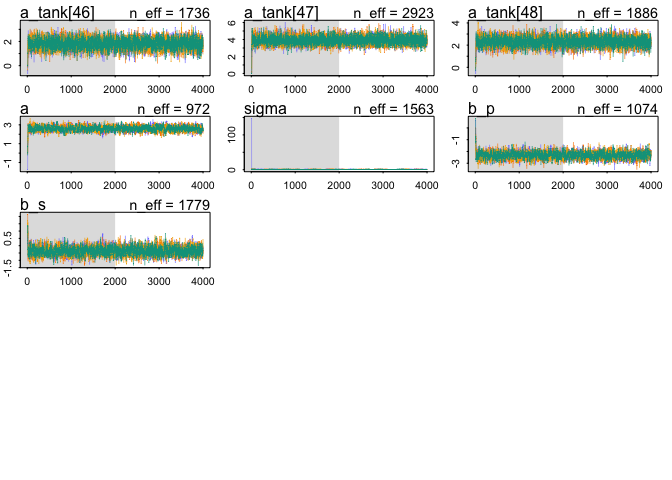 a_tank[46] n_eff = 1736
a_tank[47] n_eff = 2923
a_tank[48] n_eff = 1886
0 2
0 2 4 6
0 2 4
0 1000 2000 3000 4000
0 1000 2000 3000 4000
0 1000 2000 3000 4000
a n_eff = 972
sigma n_eff = 1563
b_p n_eff = 1074
-1 1 3
0 150
-3 -1
0 1000 2000 3000 4000
0 1000 2000 3000 4000
0 1000 2000 3000 4000
b_s n_eff = 1779
-1.5 0.5
0 1000 2000 3000 4000